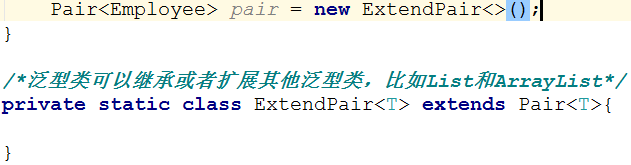 Pair<Employee> pair = new ExtendPair<>();
}
/*泛型类可以继承或者扩展其他泛型类，比如List和ArrayList*/
private static class ExtendPair<T> extends Pair<T>{
}